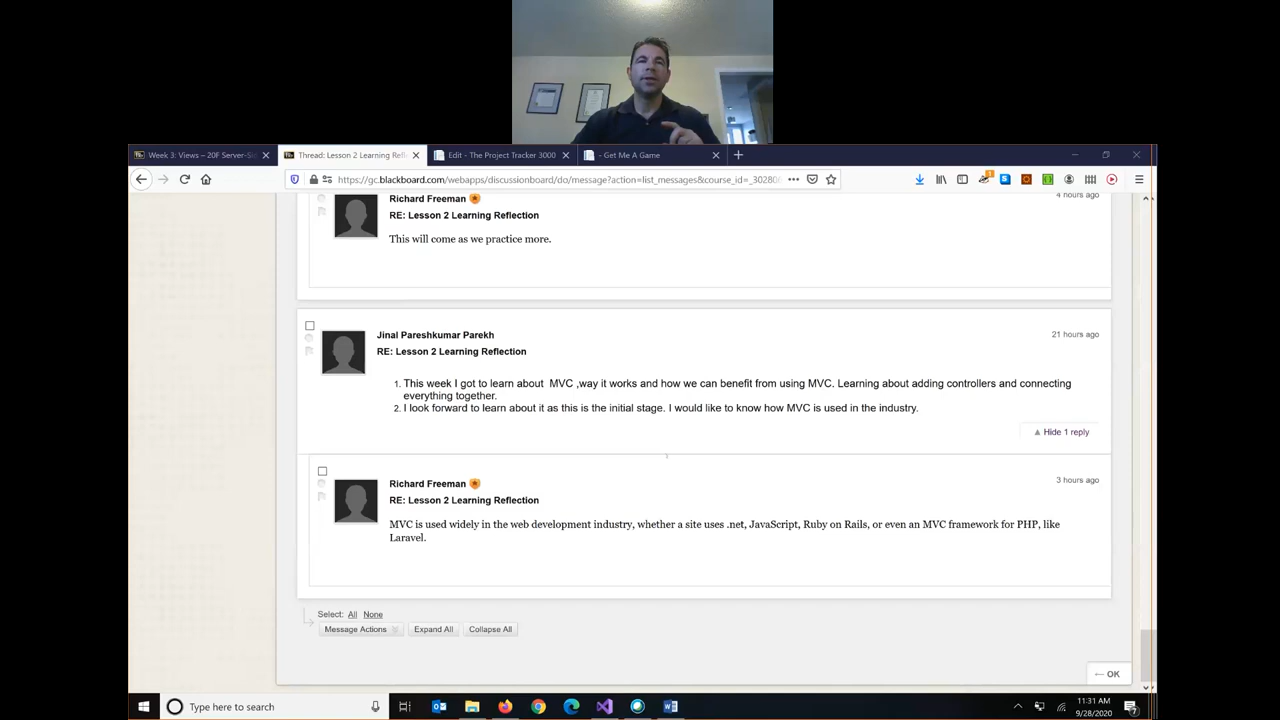 Week 3: Views – 20F Server-Si
Thread: Lesson 2 Learning Refl
Edit - The Project Tracker 3000
- Get Me A Game
https://gc.blackboard.com/webapps/discussionboard/do/message?action=list_messages&course_id=_30280
Richard Freeman
4 hours ago
RE: Lesson 2 Learning Reflection
This will come as we practice more.
Jinal Pareshkumar Parekh
21 hours ago
RE: Lesson 2 Learning Reflection
1. This week I got to learn about MVC ,way it works and how we can benefit from using MVC. Learning about adding controllers and connecting
everything together.
2. I look forward to learn about it as this is the initial stage. I would like to know how MVC is used in the industry.
Hide 1 reply
Richard Freeman
3 hours ago
RE: Lesson 2 Learning Reflection
MVC is used widely in the web development industry, whether a site uses .net, JavaScript, Ruby on Rails, or even an MVC framework for PHP, like
Laravel.
Select: All None
Message Actions Expand All Collapse All
OK
Type here to search
11:31 AM
9/28/2020